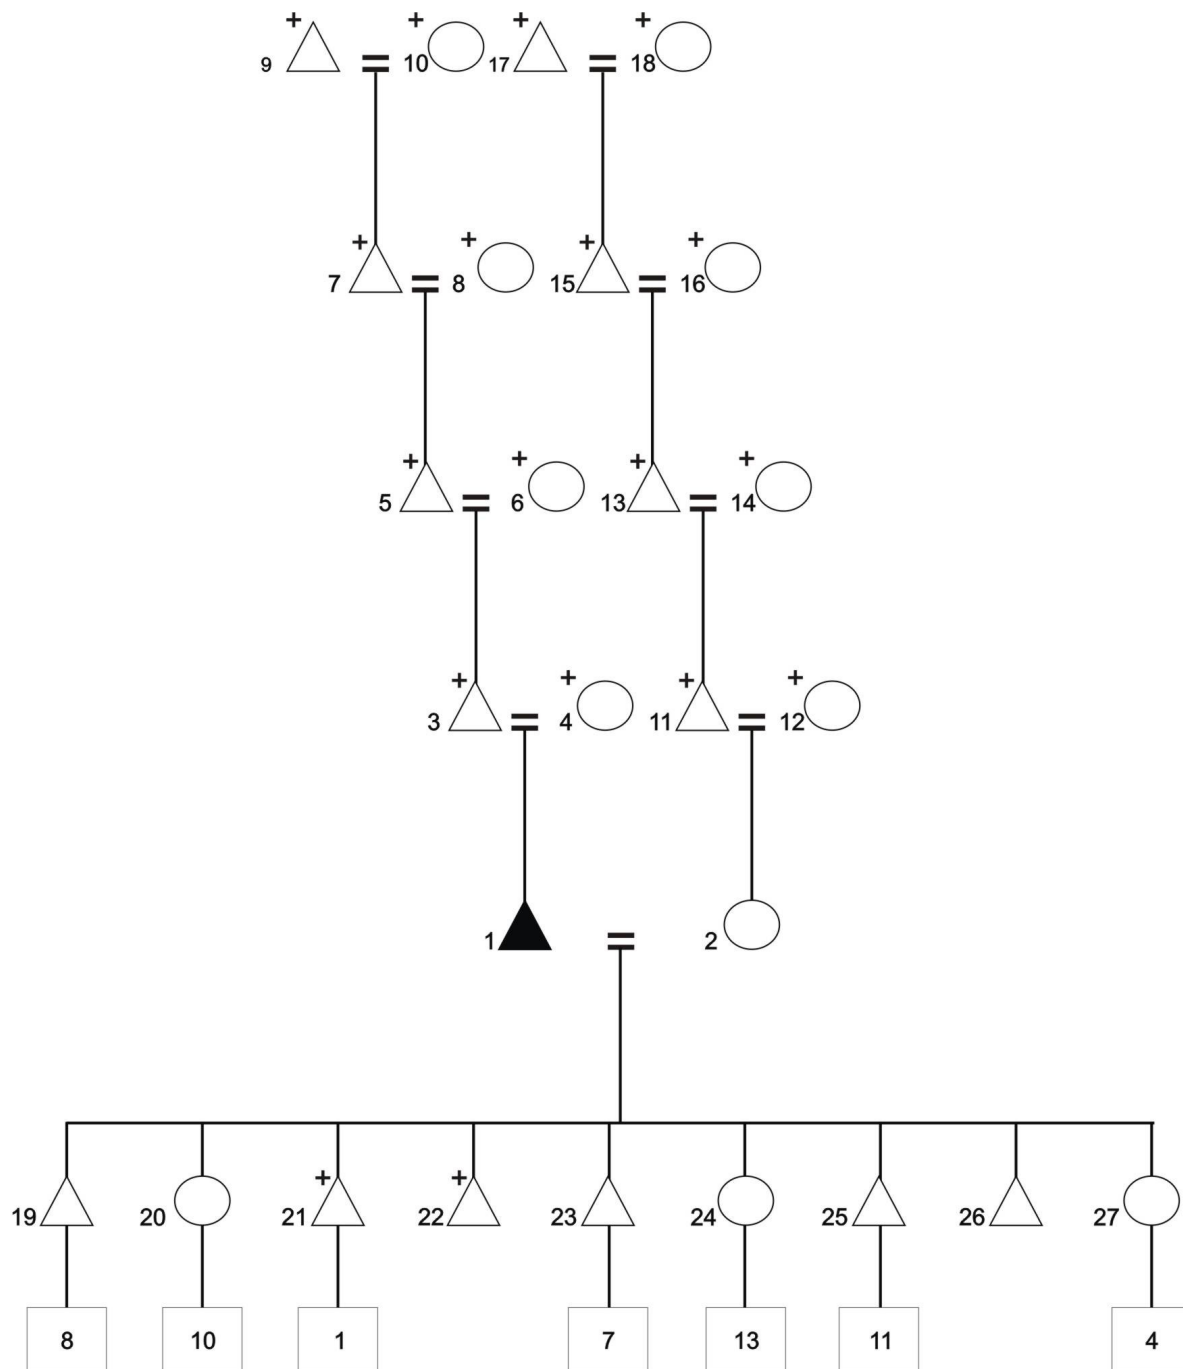 + + + +
9 = 10 17 = 18
+ + + +
7 = 8 15 = 16
+ + + +
5 = 6 13 = 14
+ + + +
3 = 4 11 = 12
1 = 2
+ +
19 20 21 22 23 24 25 26 27
8 10 1 7 13 11 4